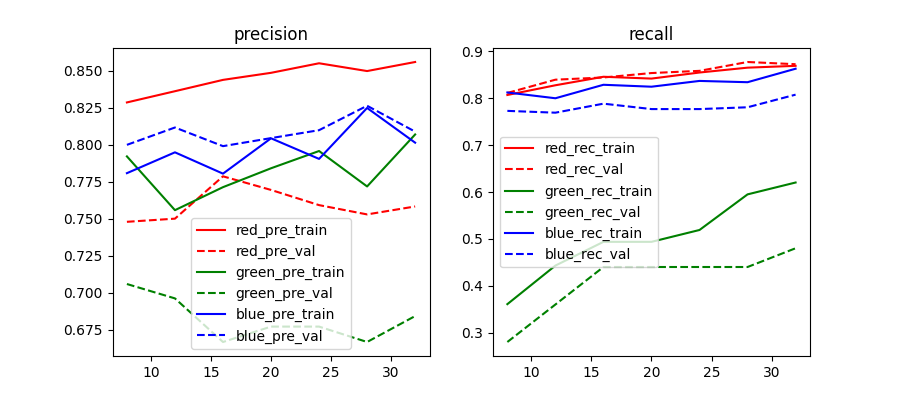 precision
0.850
0.825
0.800
0.775
0.750
0.725
0.700
0.675
10 15 20 25 30
red_pre_train
red_pre_val
green_pre_train
green_pre_val
blue_pre_train
blue_pre_val
recall
0.9
0.8
0.7
0.6
0.5
0.4
0.3
10 15 20 25 30
red_rec_train
red_rec_val
green_rec_train
green_rec_val
blue_rec_train
blue_rec_val